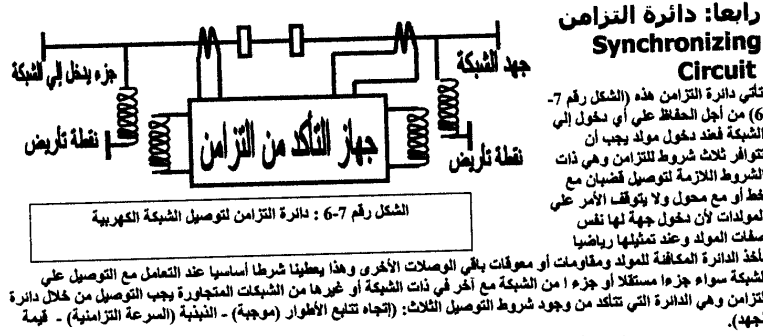 رابعا: دائرة التزامن
Synchronizing
Circuit
تأتي دائرة التزامن هذه (الشكل رقم 7-
6) من أجل الحفاظ علي أي دخول إلي
الشبكة فعند دخول مولد يجب أن
تتوافر ثلاث شروط للتزامن وهي ذات
الشروط اللازمة لتوصيل قضبان مع
خط أو مع محول ولا يتوقف الأمر علي
المولدات لأن دخول جهة لها نفس
صفات المولد وعند تمثيلها رياضيا
جزء يدخل إلي الشبكة
جهد الشبكة
نقطة تأريض
جهاز التأكد من التزامن
نقطة تأريض
الشكل رقم 7-6 : دائرة التزامن لتوصيل الشبكة الكهربية
نأخذ الدائرة المكافئة للمولد ومقاومات أو معوقات باقي الوصلات الأخرى وهذا يعطينا شرطا أساسيا عند التعامل مع التوصيل علي
الشبكة سواء جزءا مستقلا أو جزء ا من الشبكة مع آخر في ذات الشبكة أو غيرها من الشبكات المتجاورة يجب التوصيل من خلال دائرة
التزامن وهي الدائرة التي تتأكد من وجود شروط التوصيل الثلاث: (إتجاه تتابع الأطوار (موجبة) - الذبذبة (السرعة التزامنية) - قيمة
الجهد).